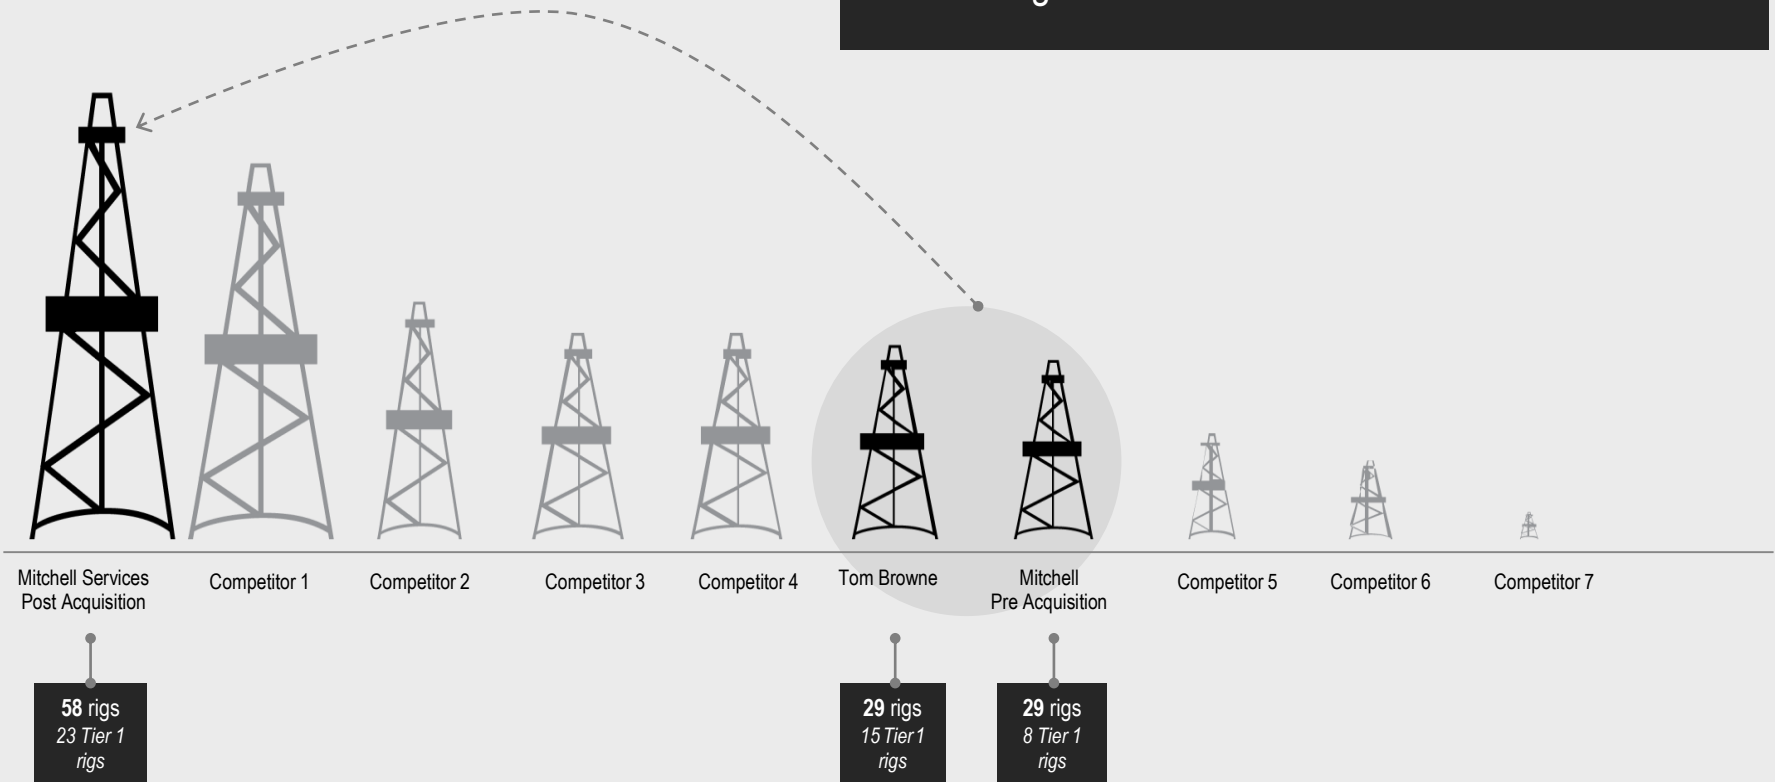 Mitchell Services
Post Acquisition
Competitor 1
Competitor 2
Competitor 3
Competitor 4
Tom Browne
Mitchell
Pre Acquisition
Competitor 5
Competitor 6
Competitor 7
58 rigs
23 Tier 1
rigs
29 rigs
15 Tier 1
rigs
29 rigs
8 Tier 1
rigs